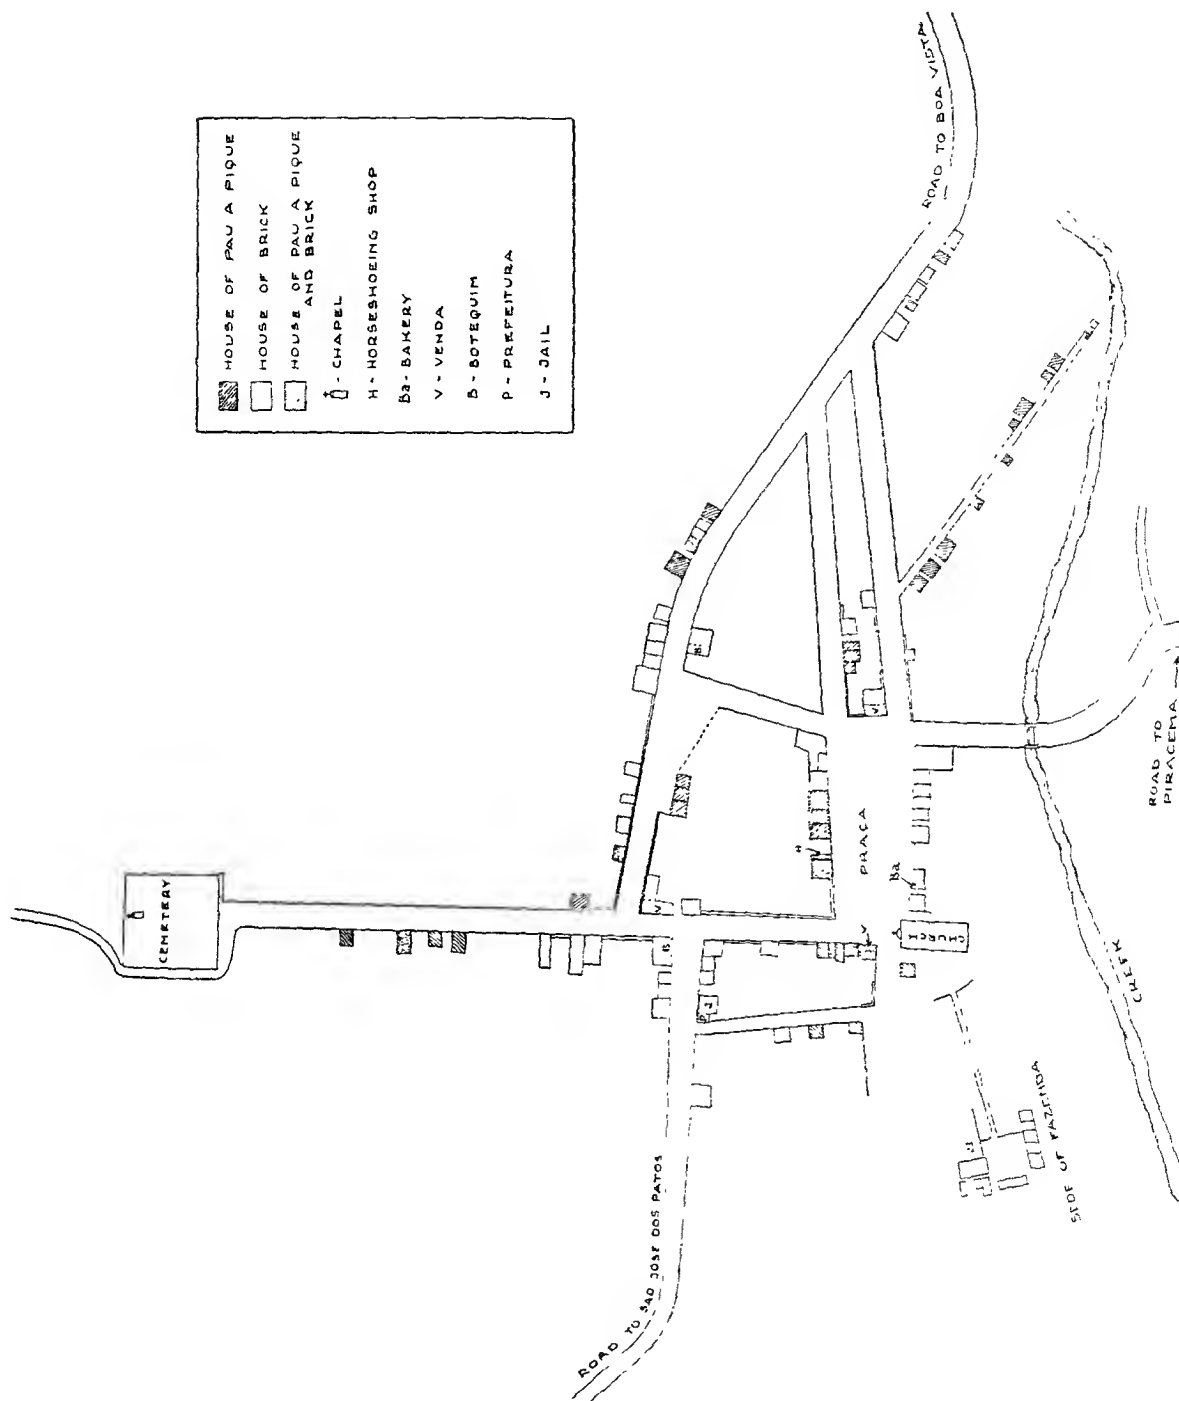 HOUSE OF PAU A PIQUE
HOUSE OF BRICK
HOUSE OF PAU A PIQUE
AND BRICK
- CHAPEL
H - HORSESHOEING SHOP
Ba - BAKERY
V - VENDA
B - BOTEQUIM
P - PREFEITURA
J - JAIL
ROAD TO BOA VISTA
CEMETERY
ROAD TO SAO JOSE DOS PATOS
PRAÇA
H
Ba
CHURCH
V
V
V
B
B
P
J
CREEK
ROAD TO
PIRACEMA
SEDE OF FAZENDA